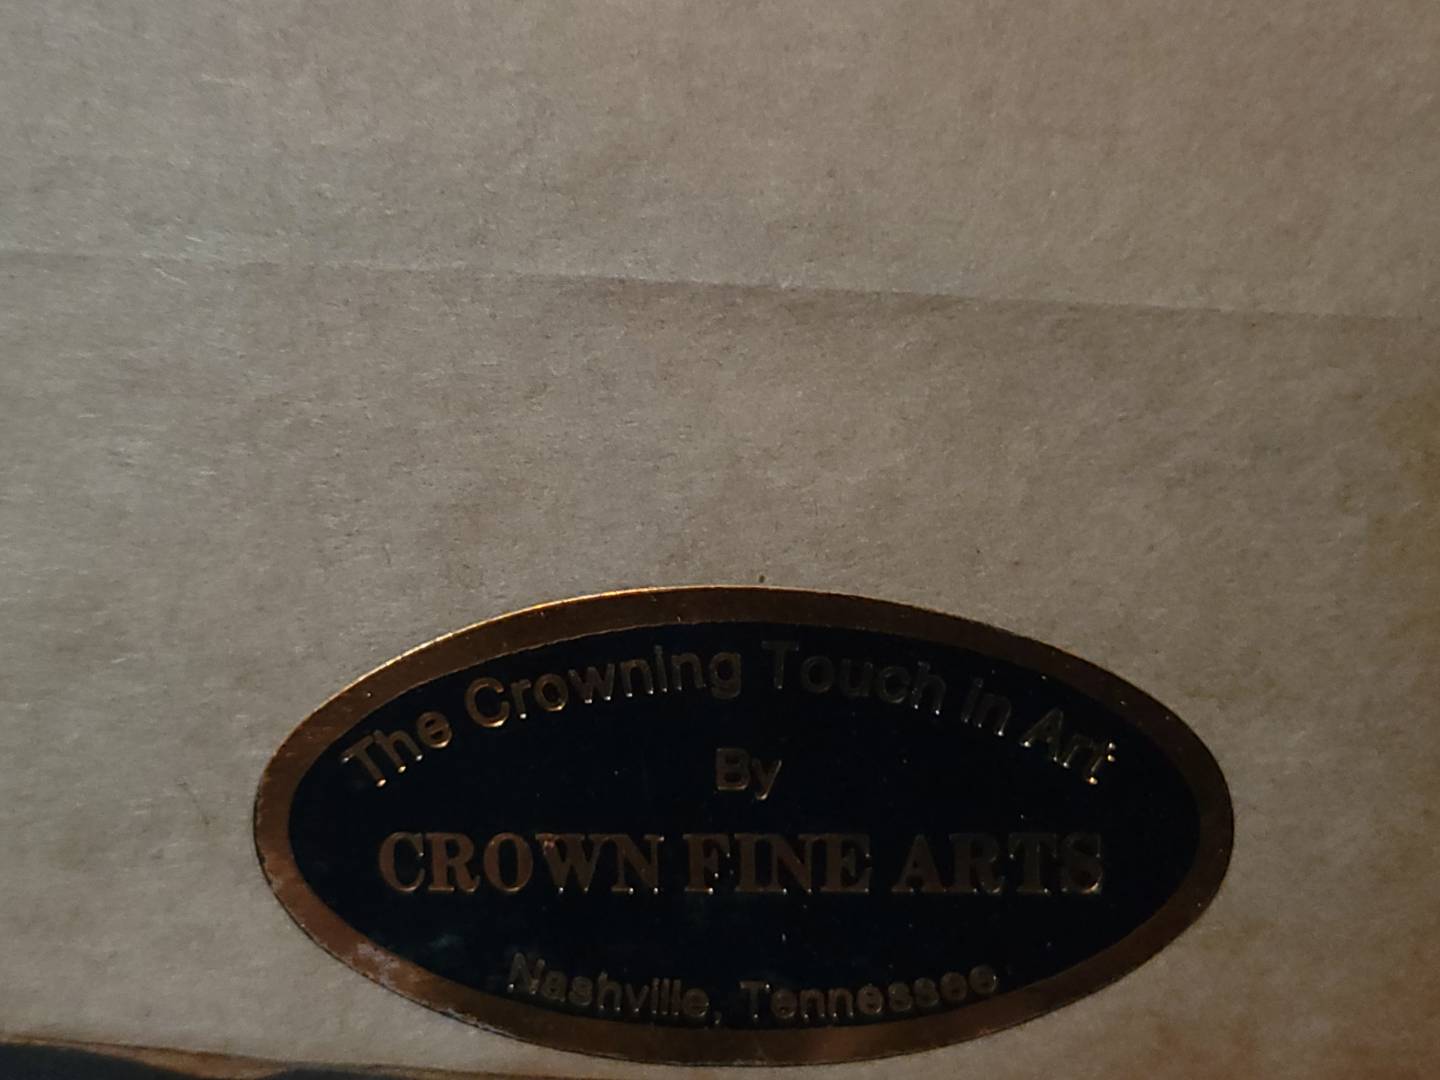 The Crowning Touch in Art
By
CROWN FINE ARTS
Nashville, Tennessee